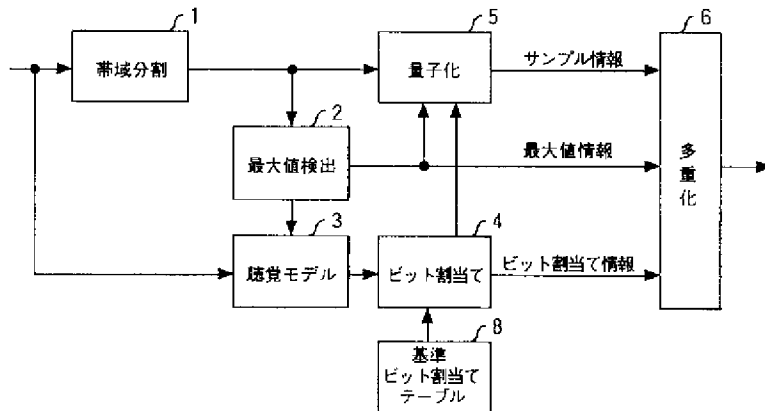 1
帯域分割
5
量子化
サンプル情報
6
多重化
2
最大値検出
最大値情報
3
聴覚モデル
4
ビット割当て
ビット割当て情報
8
基準
ビット割当て
テーブル